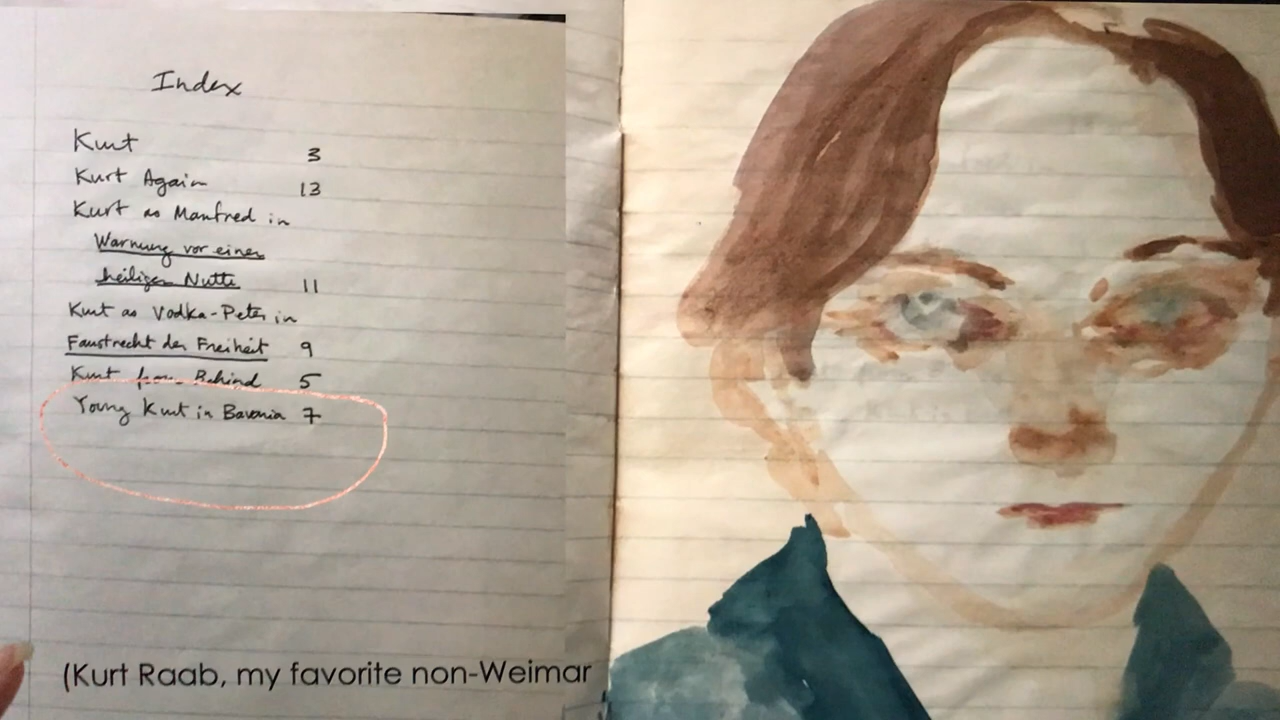 Index
Kurt 3
Kurt Again 13
Kurt as Manfred in
Warnung vor einer
heiligen Nutte 11
Kurt as Vodka-Peter in
Faustrecht der Freiheit 9
Kurt from Behind 5
Young Kurt in Bavaria 7
(Kurt Raab, my favorite non-Weimar